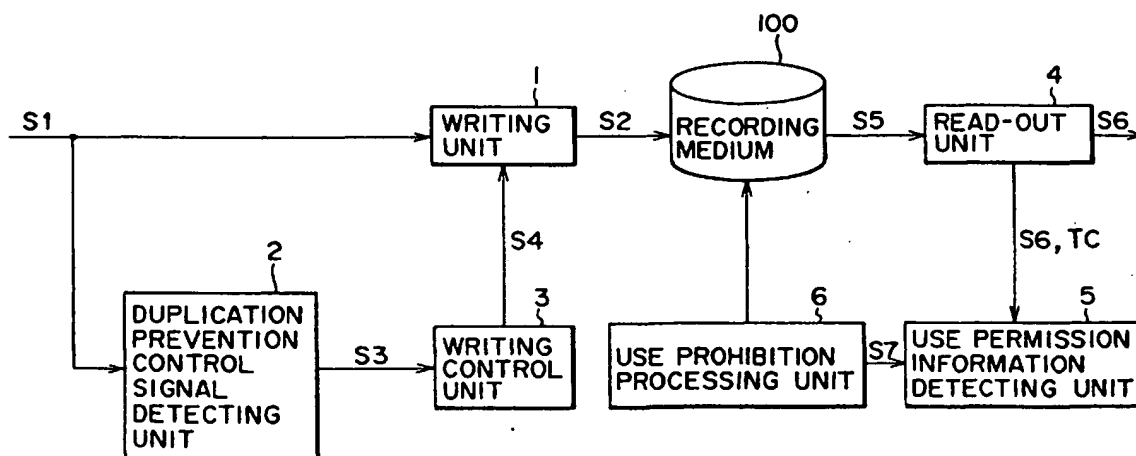 100
1
4
S1
WRITING
UNIT
S2
RECORDING
MEDIUM
S5
READ-OUT
UNIT
S6
S4
S6, TC
2
3
6
5
DUPLICATION
PREVENTION
CONTROL
SIGNAL
DETECTING
UNIT
S3
WRITING
CONTROL
UNIT
USE PROHIBITION
PROCESSING UNIT
S7
USE PERMISSION
INFORMATION
DETECTING UNIT